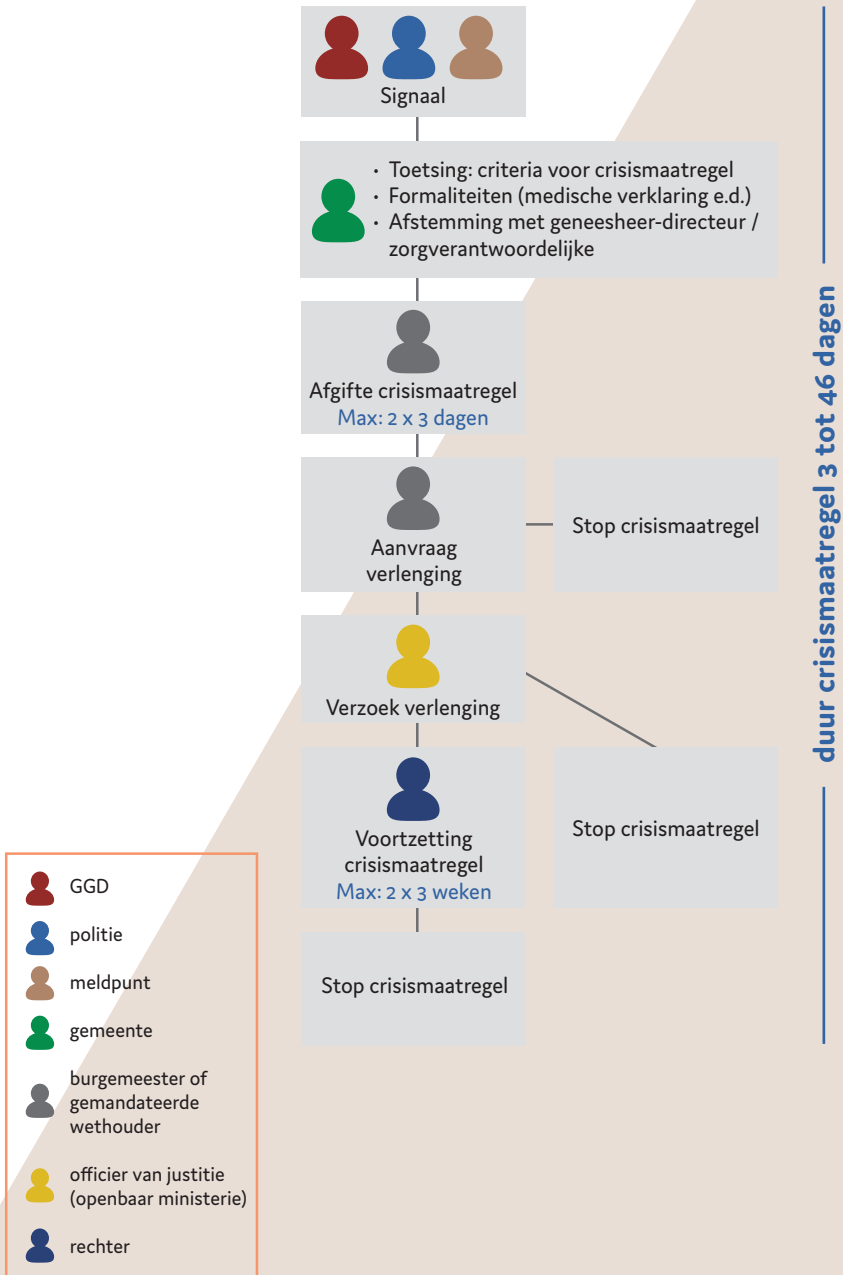 Signaal
• Toetsing: criteria voor crisismaatregel
• Formaliteiten (medische verklaring e.d.)
• Afstemming met geneesheer-directeur /
zorgverantwoordelijke
Afgifte crisismaatregel
Max: 2 x 3 dagen
Aanvraag
verlenging
Stop crisismaatregel
Verzoek verlenging
Voortzetting
crisismaatregel
Max: 2 x 3 weken
Stop crisismaatregel
Stop crisismaatregel
duur crisismaatregel 3 tot 46 dagen
GGD
politie
meldpunt
gemeente
burgemeester of
gemandateerde
wethouder
officier van justitie
(openbaar ministerie)
rechter